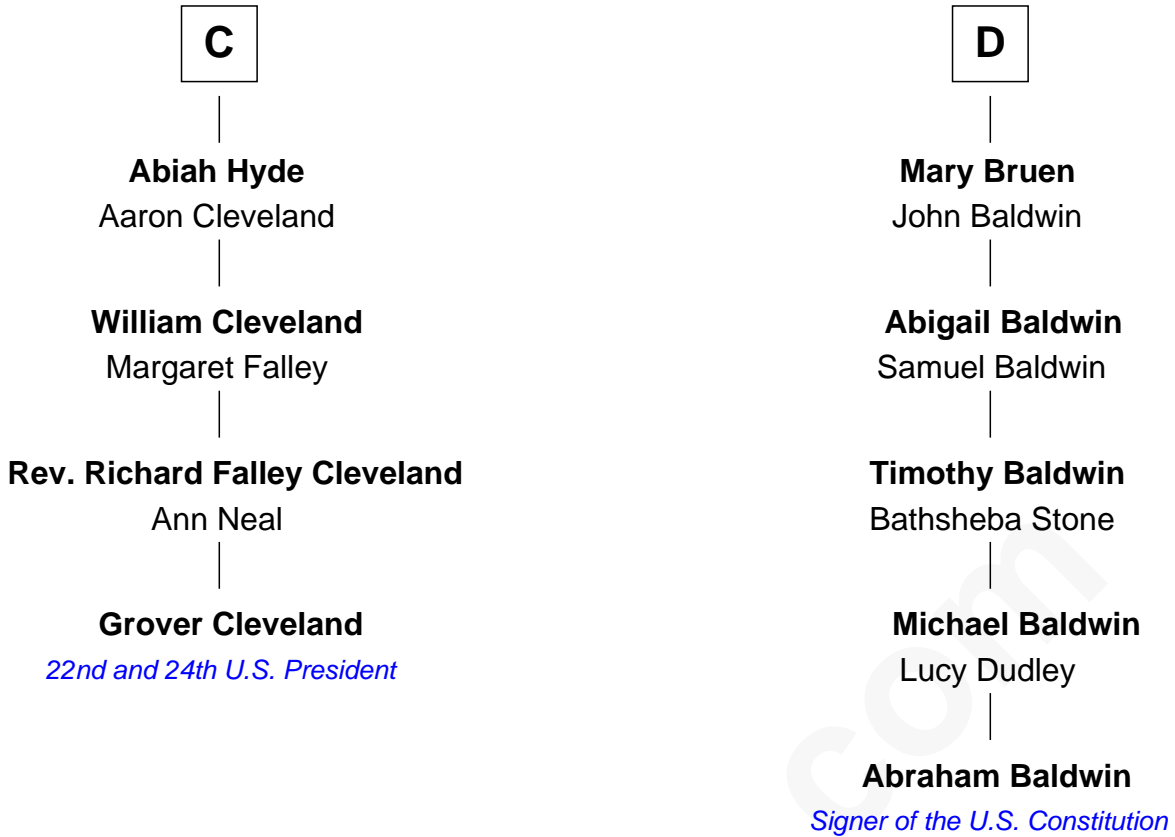 C
Abiah Hyde
Aaron Cleveland
William Cleveland
Margaret Falley
Rev. Richard Falley Cleveland
Ann Neal
Grover Cleveland
22nd and 24th U.S. President
D
Mary Bruen
John Baldwin
Abigail Baldwin
Samuel Baldwin
Timothy Baldwin
Bathsheba Stone
Michael Baldwin
Lucy Dudley
Abraham Baldwin
Signer of the U.S. Constitution
com